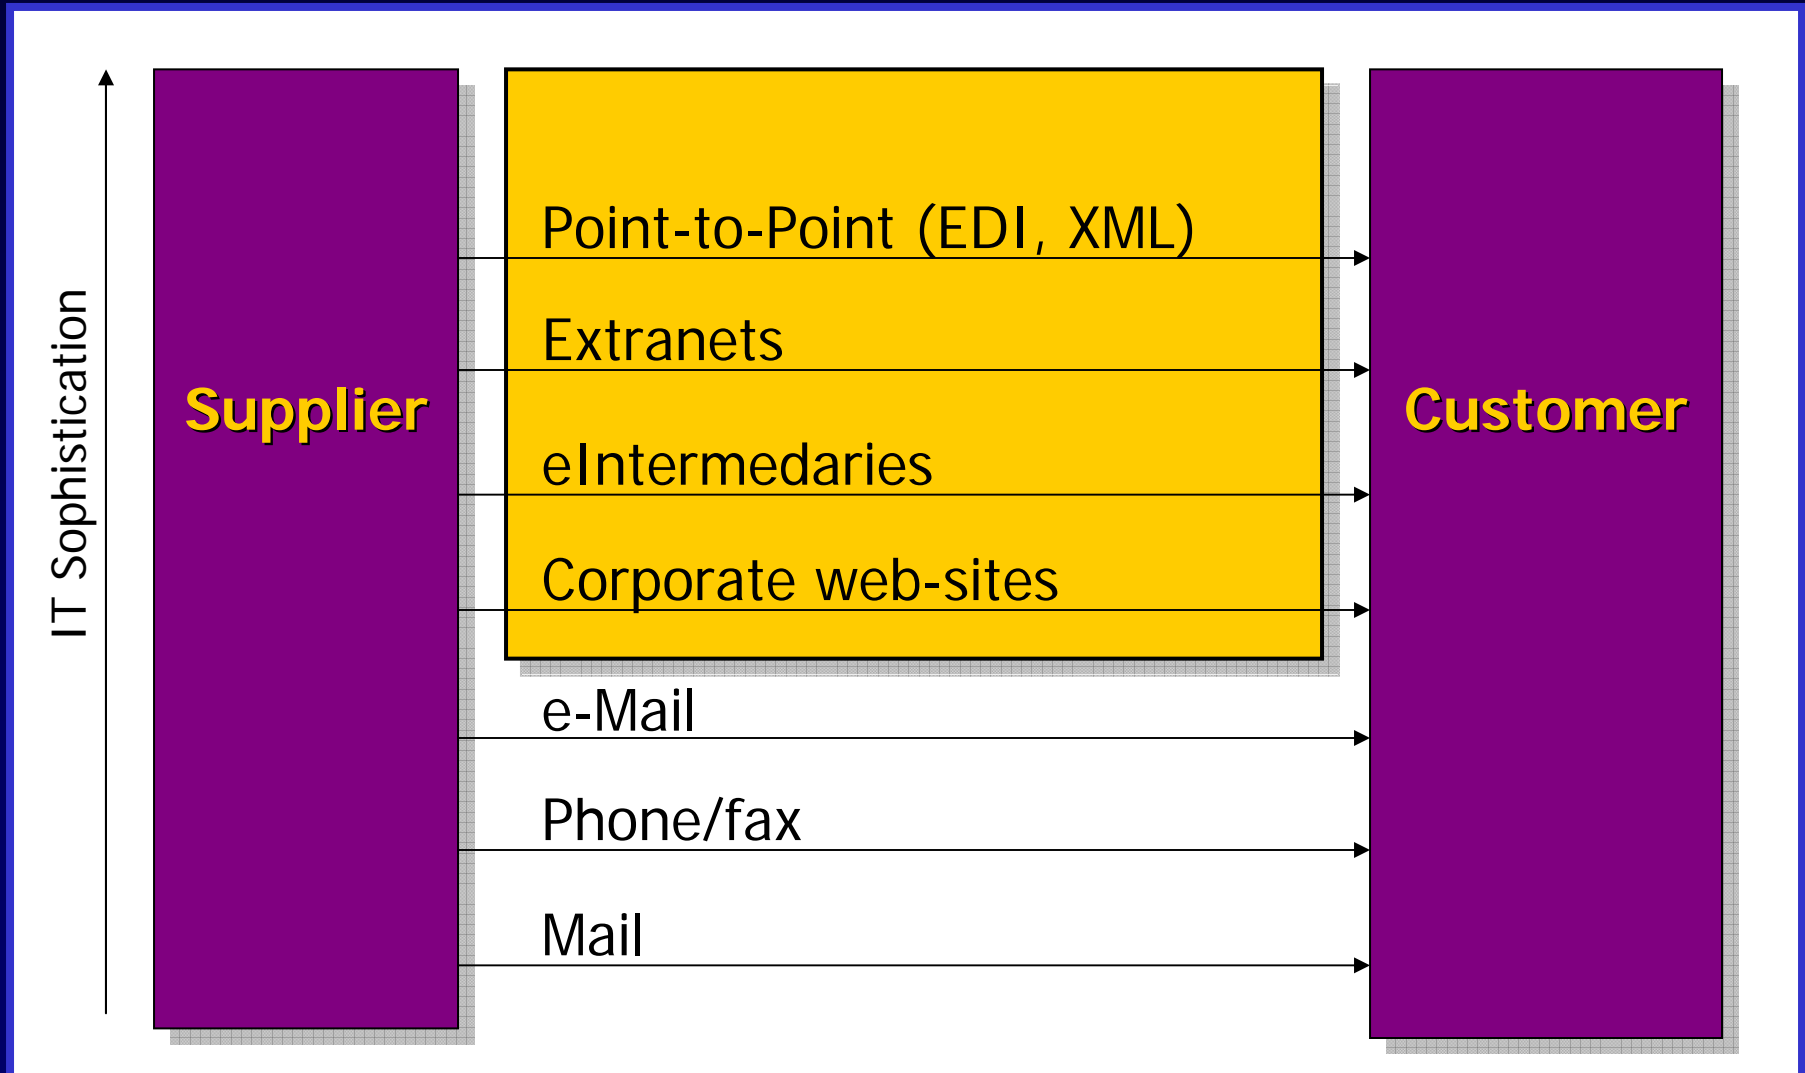 IT Sophistication
Supplier
Point-to-Point (EDI, XML)
Extranets
eIntermedaries
Corporate web-sites
e-Mail
Phone/fax
Mail
Customer